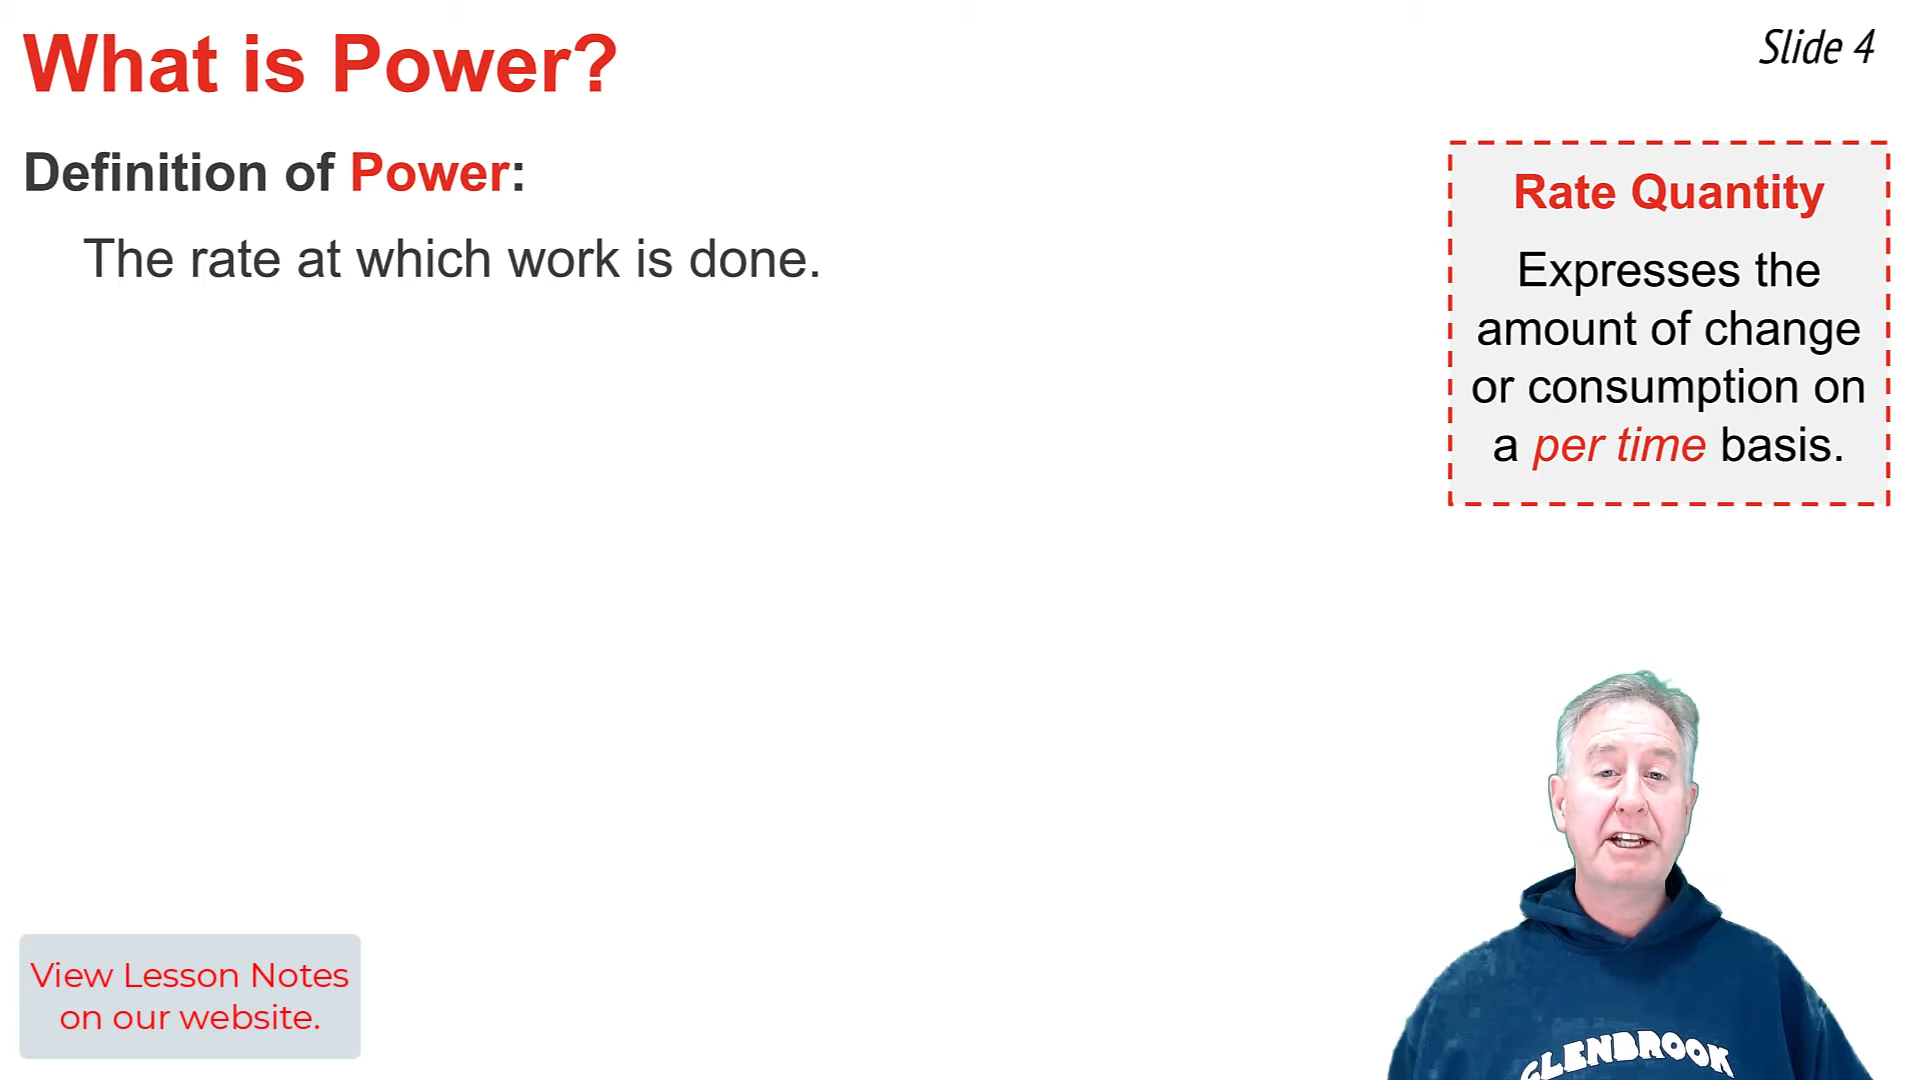 What is Power?
Slide 4
Definition of Power:
The rate at which work is done.
Rate Quantity
Expresses the
amount of change
or consumption on
a per time basis.
View Lesson Notes
on our website.
GLENBROOK